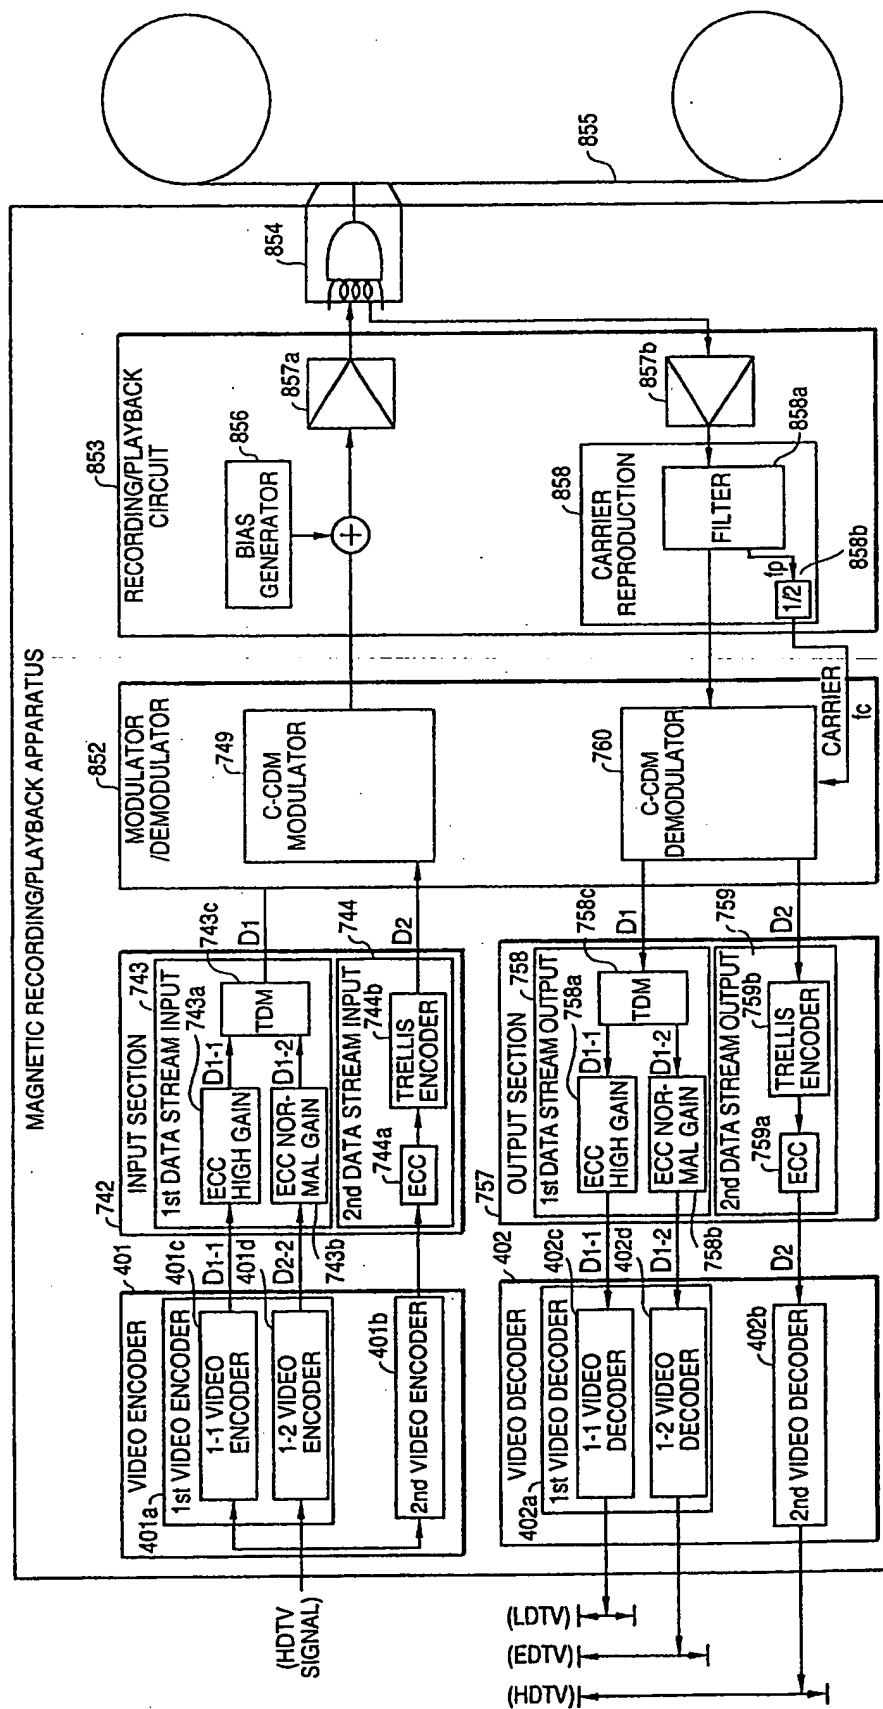 MAGNETIC RECORDING/PLAYBACK APPARATUS
(HDTV
SIGNAL)
401
VIDEO ENCODER
401a
1st VIDEO ENCODER
401c
1-1 VIDEO
ENCODER
401d
1-2 VIDEO
ENCODER
401b
2nd VIDEO ENCODER
D1-1
D2-2
742
INPUT SECTION
743
1st DATA STREAM INPUT
743a
ECC
HIGH GAIN
743b
ECC NOR-
MAL GAIN
D1-1
D1-2
743c
TDM
744
2nd DATA STREAM INPUT
744a
ECC
744b
TRELLIS
ENCODER
D1
D2
852
MODULATOR
/DEMODULATOR
749
C-CDM
MODULATOR
853
RECORDING/PLAYBACK
CIRCUIT
856
BIAS
GENERATOR
857a
854
855
857b
858
CARRIER
REPRODUCTION
858a
FILTER
fp
858b
1/2
CARRIER
fc
760
C-CDM
DEMODULATOR
D1
D2
757
OUTPUT SECTION
758
1st DATA STREAM OUTPUT
758a
ECC
HIGH GAIN
758b
ECC NOR-
MAL GAIN
D1-1
D1-2
758c
TDM
759
2nd DATA STREAM OUTPUT
759a
ECC
759b
TRELLIS
ENCODER
D1-1
D1-2
D2
402
VIDEO DECODER
402a
1st VIDEO DECODER
402c
1-1 VIDEO
DECODER
402d
1-2 VIDEO
DECODER
402b
2nd VIDEO DECODER
(LDTV)
(EDTV)
(HDTV)